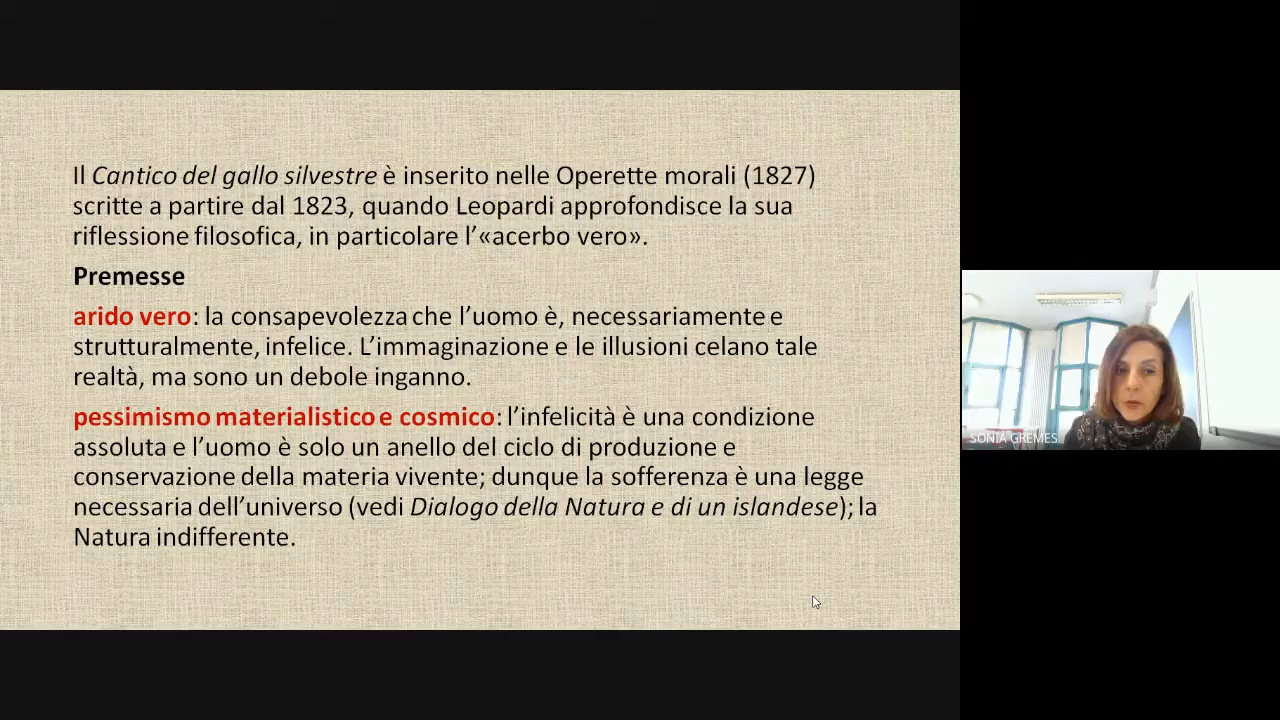 Il Cantico del gallo silvestre è inserito nelle Operette morali (1827)
scritte a partire dal 1823, quando Leopardi approfondisce la sua
riflessione filosofica, in particolare l’«acerbo vero».
Premesse
arido vero: la consapevolezza che l’uomo è, necessariamente e
strutturalmente, infelice. L’immaginazione e le illusioni celano tale
realtà, ma sono un debole inganno.
pessimismo materialistico e cosmico: l’infelicità è una condizione
assoluta e l’uomo è solo un anello del ciclo di produzione e
conservazione della materia vivente; dunque la sofferenza è una legge
necessaria dell’universo (vedi Dialogo della Natura e di un islandese); la
Natura indifferente.
SONIA GREMES